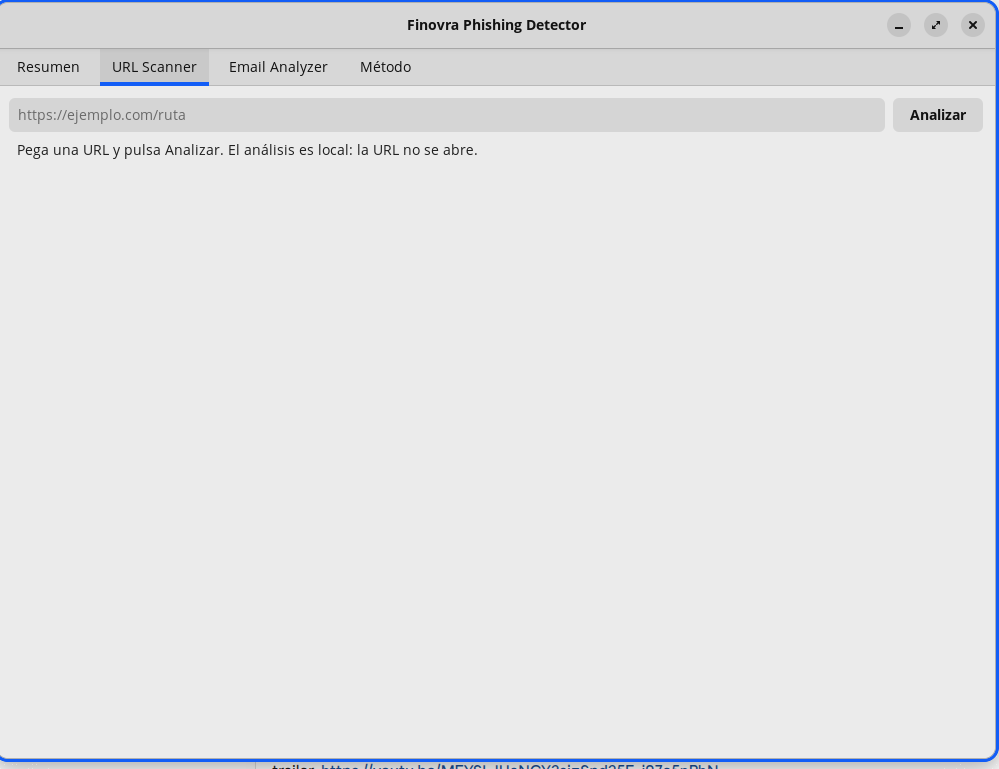 Finovra Phishing Detector
Resumen URL Scanner Email Analyzer Método
https://ejemplo.com/ruta Analizar
Pega una URL y pulsa Analizar. El análisis es local: la URL no se abre.